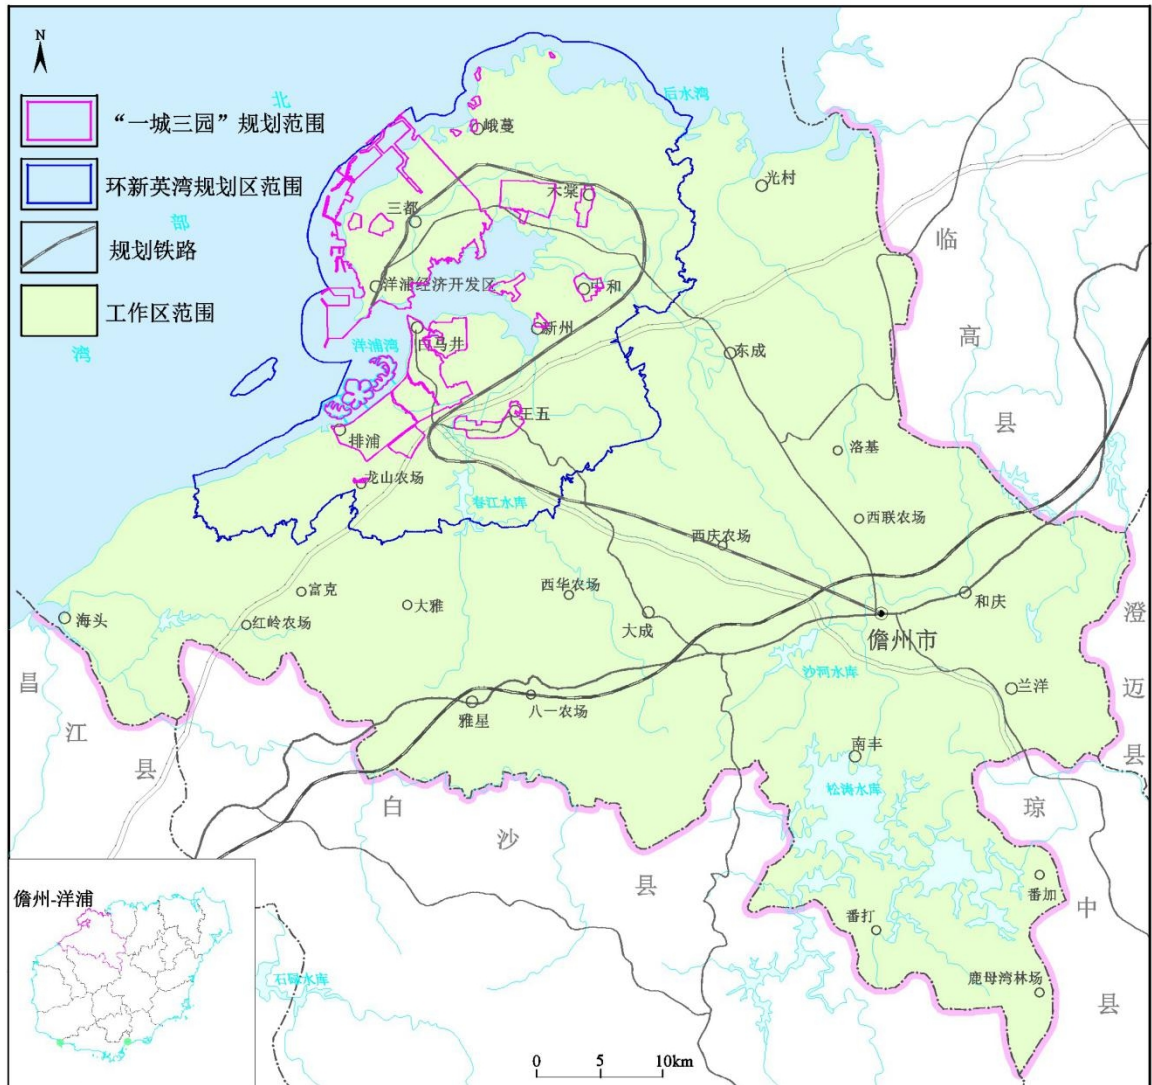 N
北
部
湾
“一城三园”规划范围
环新英湾规划区范围
规划铁路
工作区范围
后水湾
峨蔓
光村
木棠
三都
临
高
县
洋浦经济开发区
干和
新州
白马井
洋浦湾
东成
王五
排浦
洛基
龙山农场
春江水库
西联农场
西庆农场
富克
大雅
西华农场
和庆
海头
红岭农场
大成
儋州市
澄
迈
县
沙河水库
兰洋
昌
江
县
雅星
八一农场
南丰
松涛水库
白
沙
县
琼
中
县
番加
番打
儋州-洋浦
石碌水库
鹿母湾林场
0 5 10km